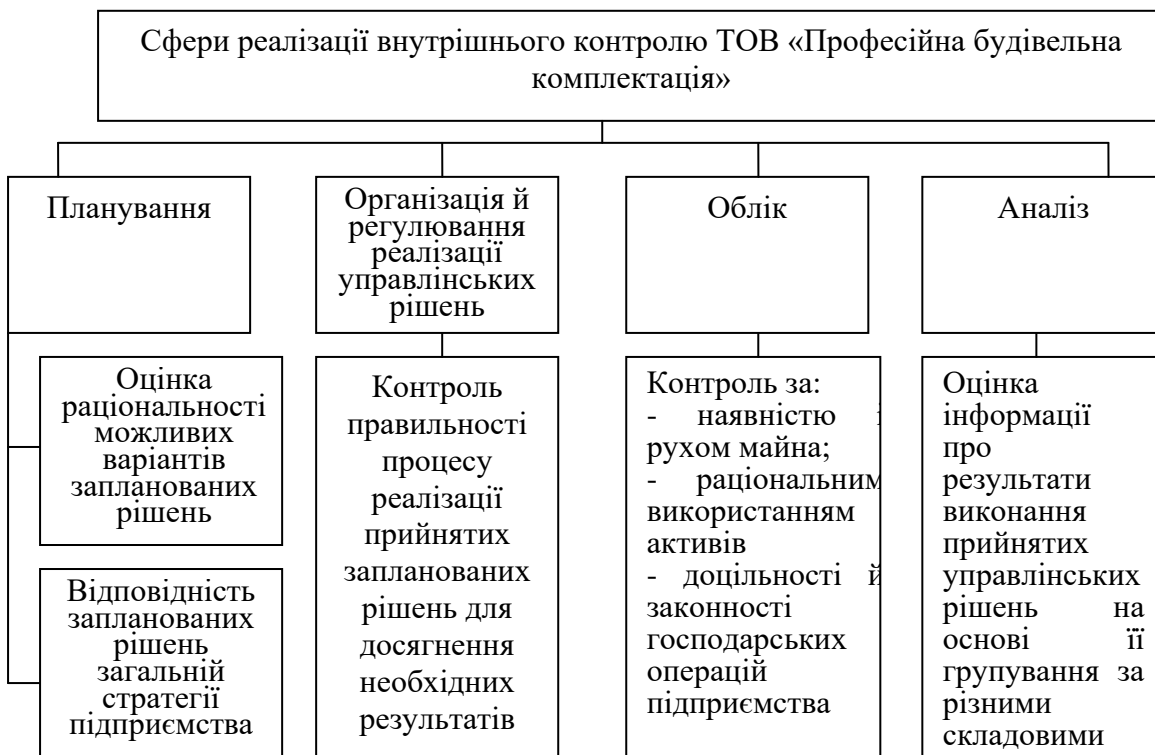 Сфери реалізації внутрішнього контролю ТОВ «Професійна будівельна
комплектація»
Планування
Організація й
регулювання
реалізації
управлінських
рішень
Облік
Аналіз
Оцінка
раціональності
можливих
варіантів
запланованих
рішень
Відповідність
запланованих
рішень
загальній
стратегії
підприємства
Контроль
правильності
процесу
реалізації
прийнятих
запланованих
рішень для
досягнення
необхідних
результатів
Контроль за:
- наявністю і
рухом майна;
- раціональним
використанням
активів
- доцільності й
законності
господарських
операцій
підприємства
Оцінка
інформації
про
результати
виконання
прийнятих
управлінських
рішень на
основі її
групування за
різними
складовими